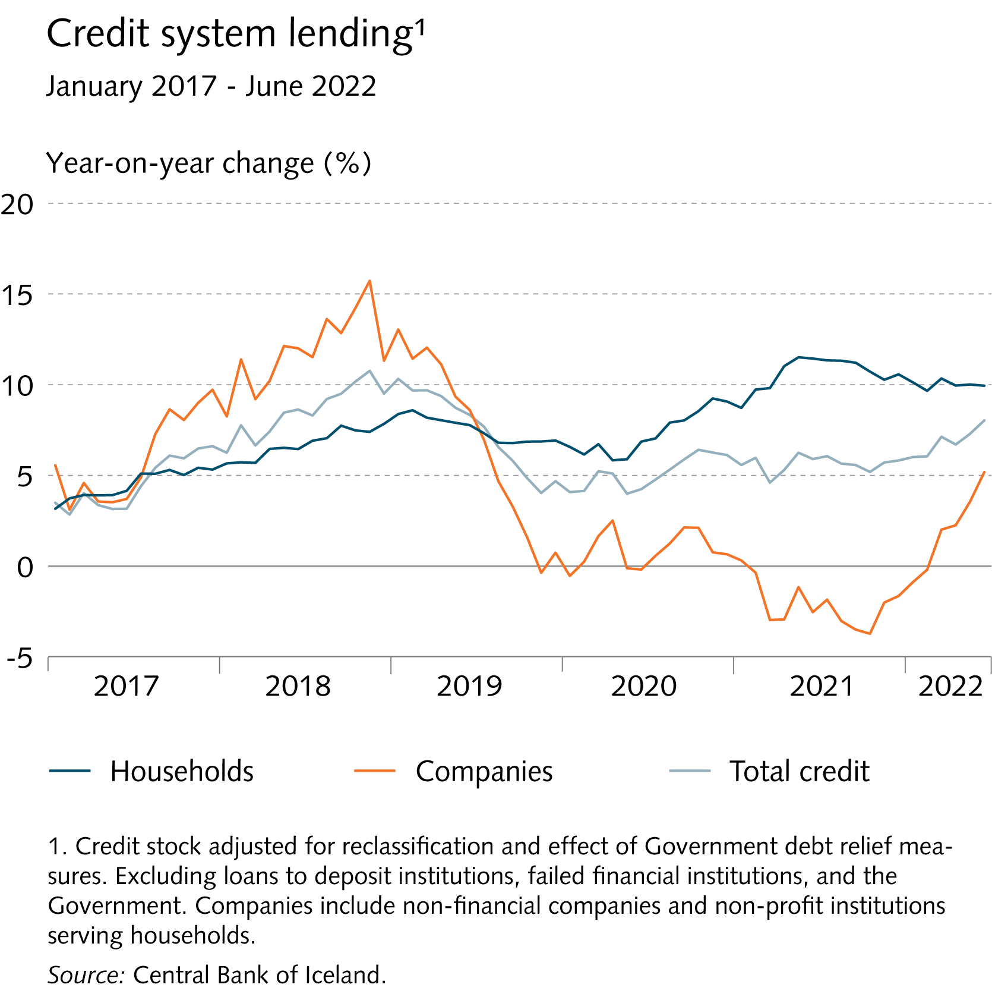 Credit system lending¹
January 2017 - June 2022
Year-on-year change (%)
20
15
10
5
0
-5
2017 2018 2019 2020 2021 2022
Households Companies Total credit
1. Credit stock adjusted for reclassification and effect of Government debt relief mea-
sures. Excluding loans to deposit institutions, failed financial institutions, and the
Government. Companies include non-financial companies and non-profit institutions
serving households.
Source: Central Bank of Iceland.